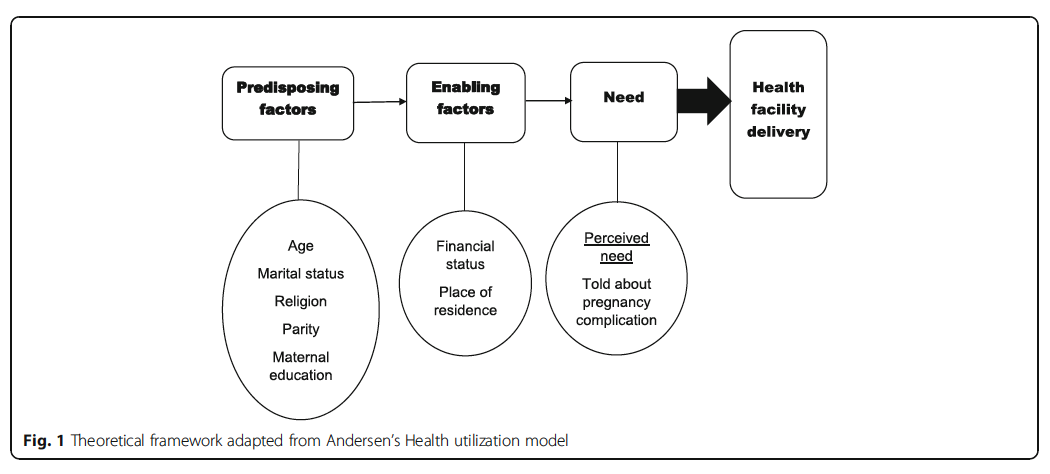 Predisposing
factors
Enabling
factors
Need
Health
facility
delivery
Age
Marital status
Religion
Parity
Maternal
education
Financial
status
Place of
residence
Perceived
need
Told about
pregnancy
complication
Fig. 1 Theoretical framework adapted from Andersen's Health utilization model